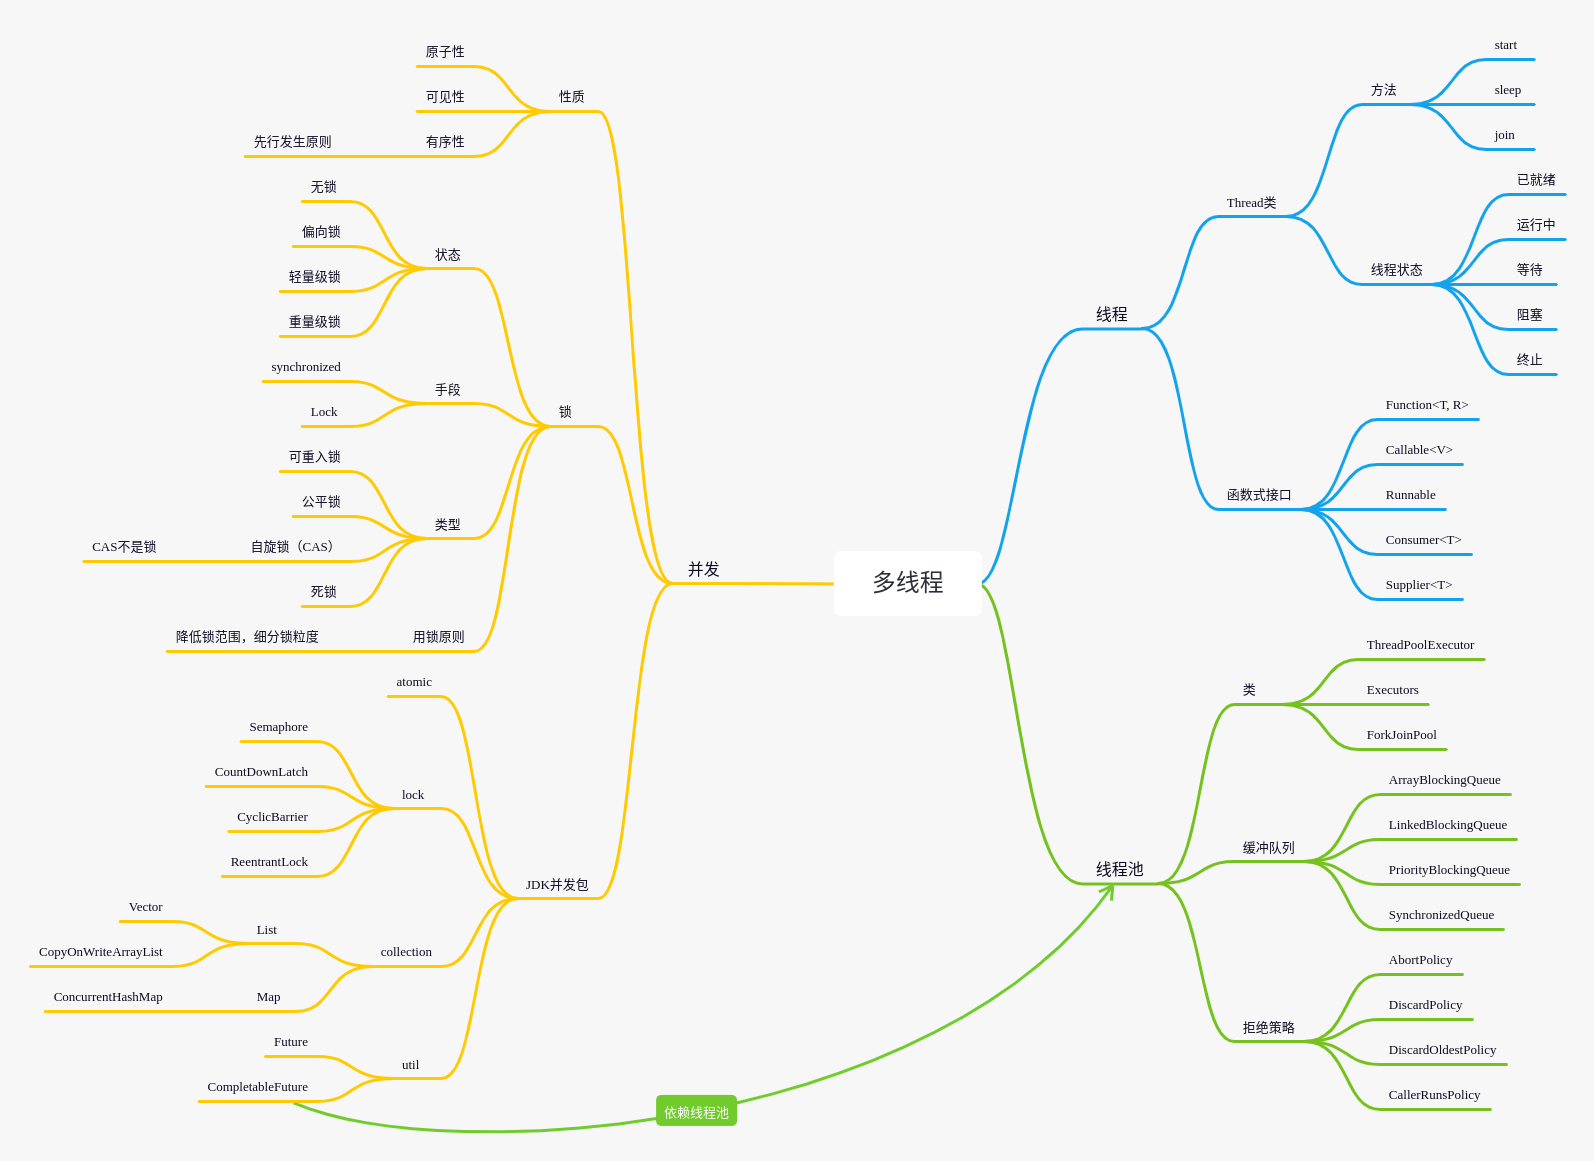 多线程
并发
性质
原子性
可见性
有序性
先行发生原则
锁
状态
无锁
偏向锁
轻量级锁
重量级锁
手段
synchronized
Lock
类型
可重入锁
公平锁
自旋锁（CAS）
CAS不是锁
死锁
用锁原则
降低锁范围，细分锁粒度
JDK并发包
atomic
lock
Semaphore
CountDownLatch
CyclicBarrier
ReentrantLock
collection
List
Vector
CopyOnWriteArrayList
Map
ConcurrentHashMap
util
Future
CompletableFuture
依赖线程池
线程
Thread类
方法
start
sleep
join
线程状态
已就绪
运行中
等待
阻塞
终止
函数式接口
Function<T, R>
Callable<V>
Runnable
Consumer<T>
Supplier<T>
线程池
类
ThreadPoolExecutor
Executors
ForkJoinPool
缓冲队列
ArrayBlockingQueue
LinkedBlockingQueue
PriorityBlockingQueue
SynchronizedQueue
拒绝策略
AbortPolicy
DiscardPolicy
DiscardOldestPolicy
CallerRunsPolicy